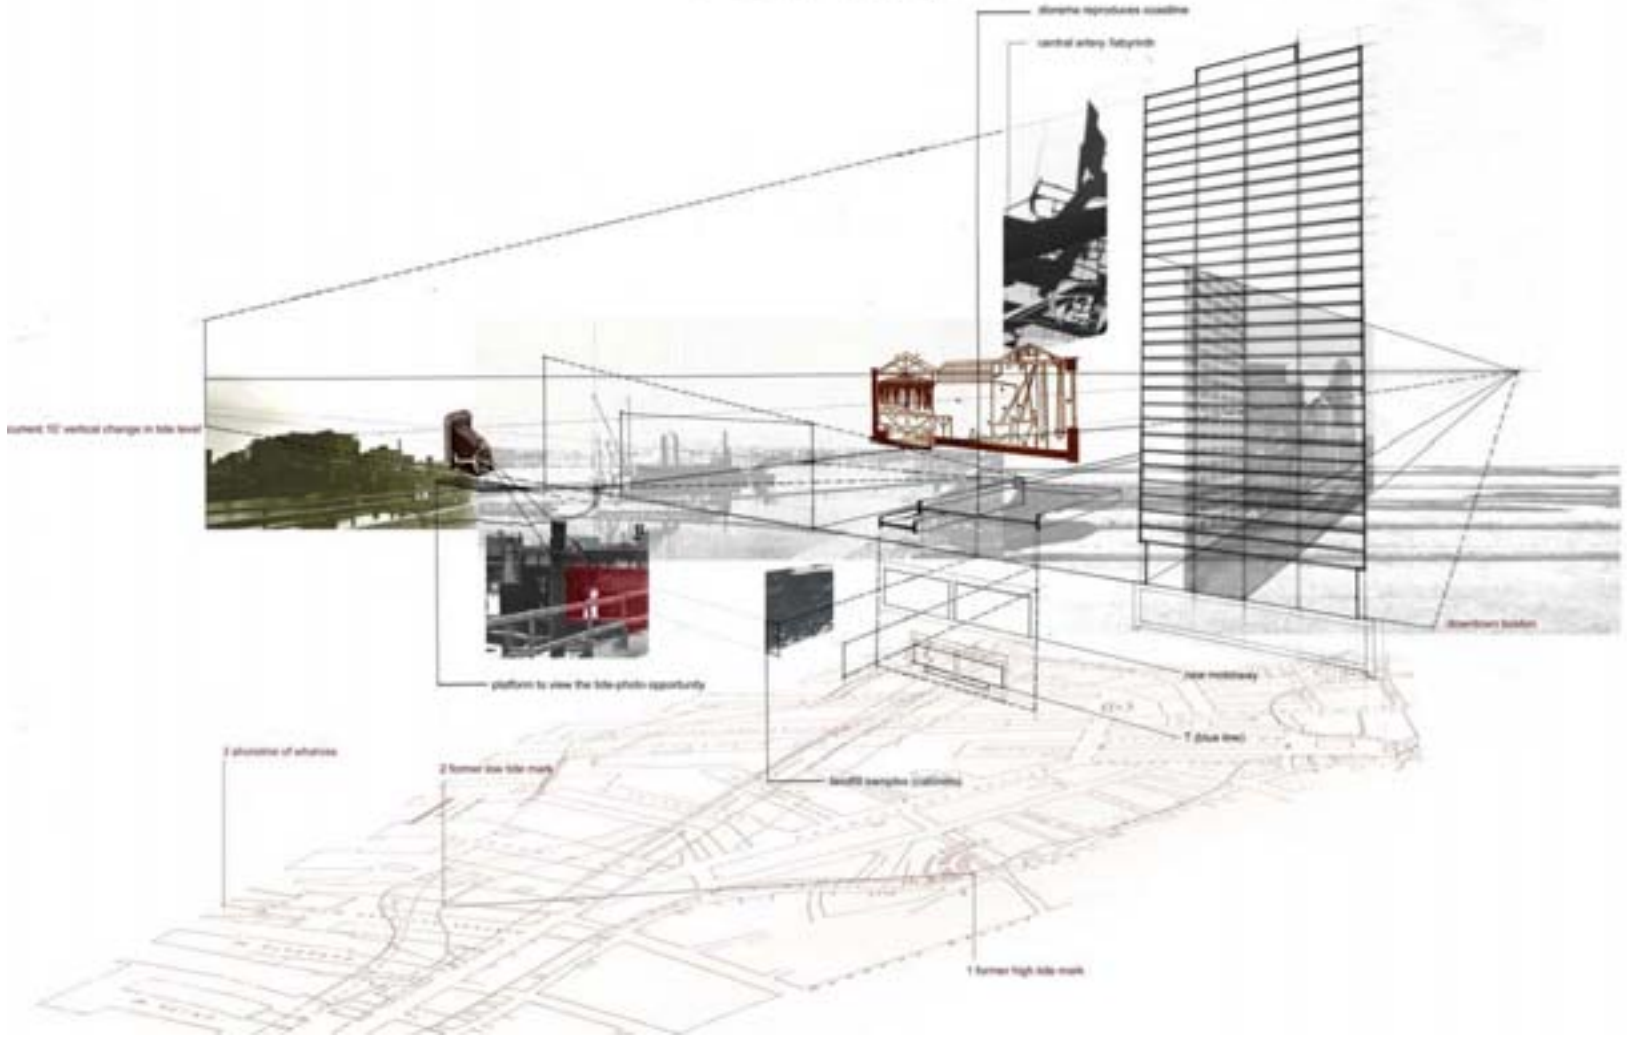 diorama reproduces coastline
central artery labyrinth
current 10' vertical change in tide level
downtown boston
new motorway
platform to view the tide-photo opportunity
T (blue line)
3 shoreline of wharves
2 former low tide mark
landfill samples
1 former high tide mark